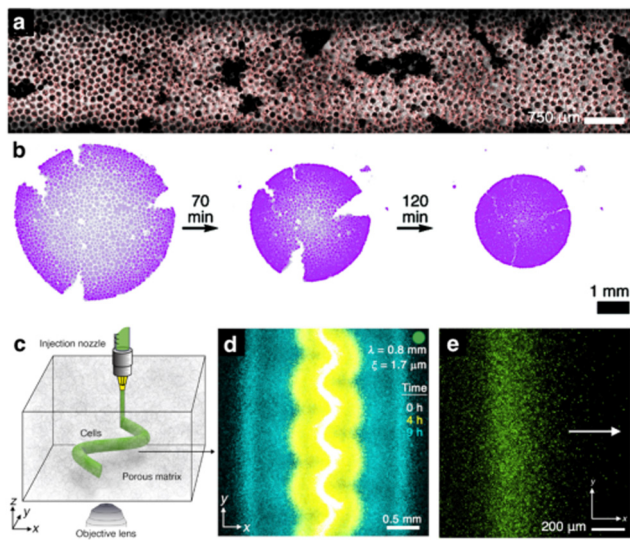 a
750 μm
b
70
min
120
min
1 mm
c
Injection nozzle
Cells
Porous matrix
z
y
x
Objective lens
d
λ = 0.8 mm
ξ = 1.7 μm
Time
0 h
4 h
9 h
y
x
0.5 mm
e
y
x
200 μm